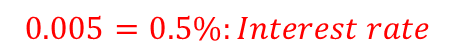 0.005 = 0.5%: Interest rate